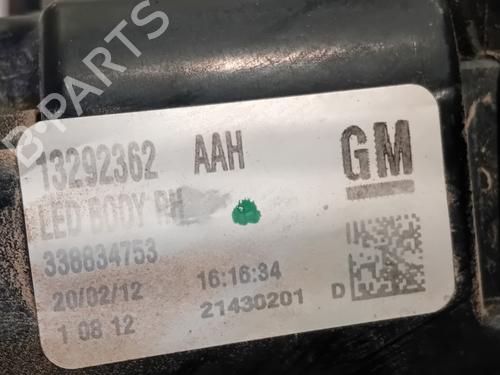 13292362 AAH GM
LED BODY RH
338834753
20/02/12 16:16:34
1 08 12 21430201 D
B-PARTS